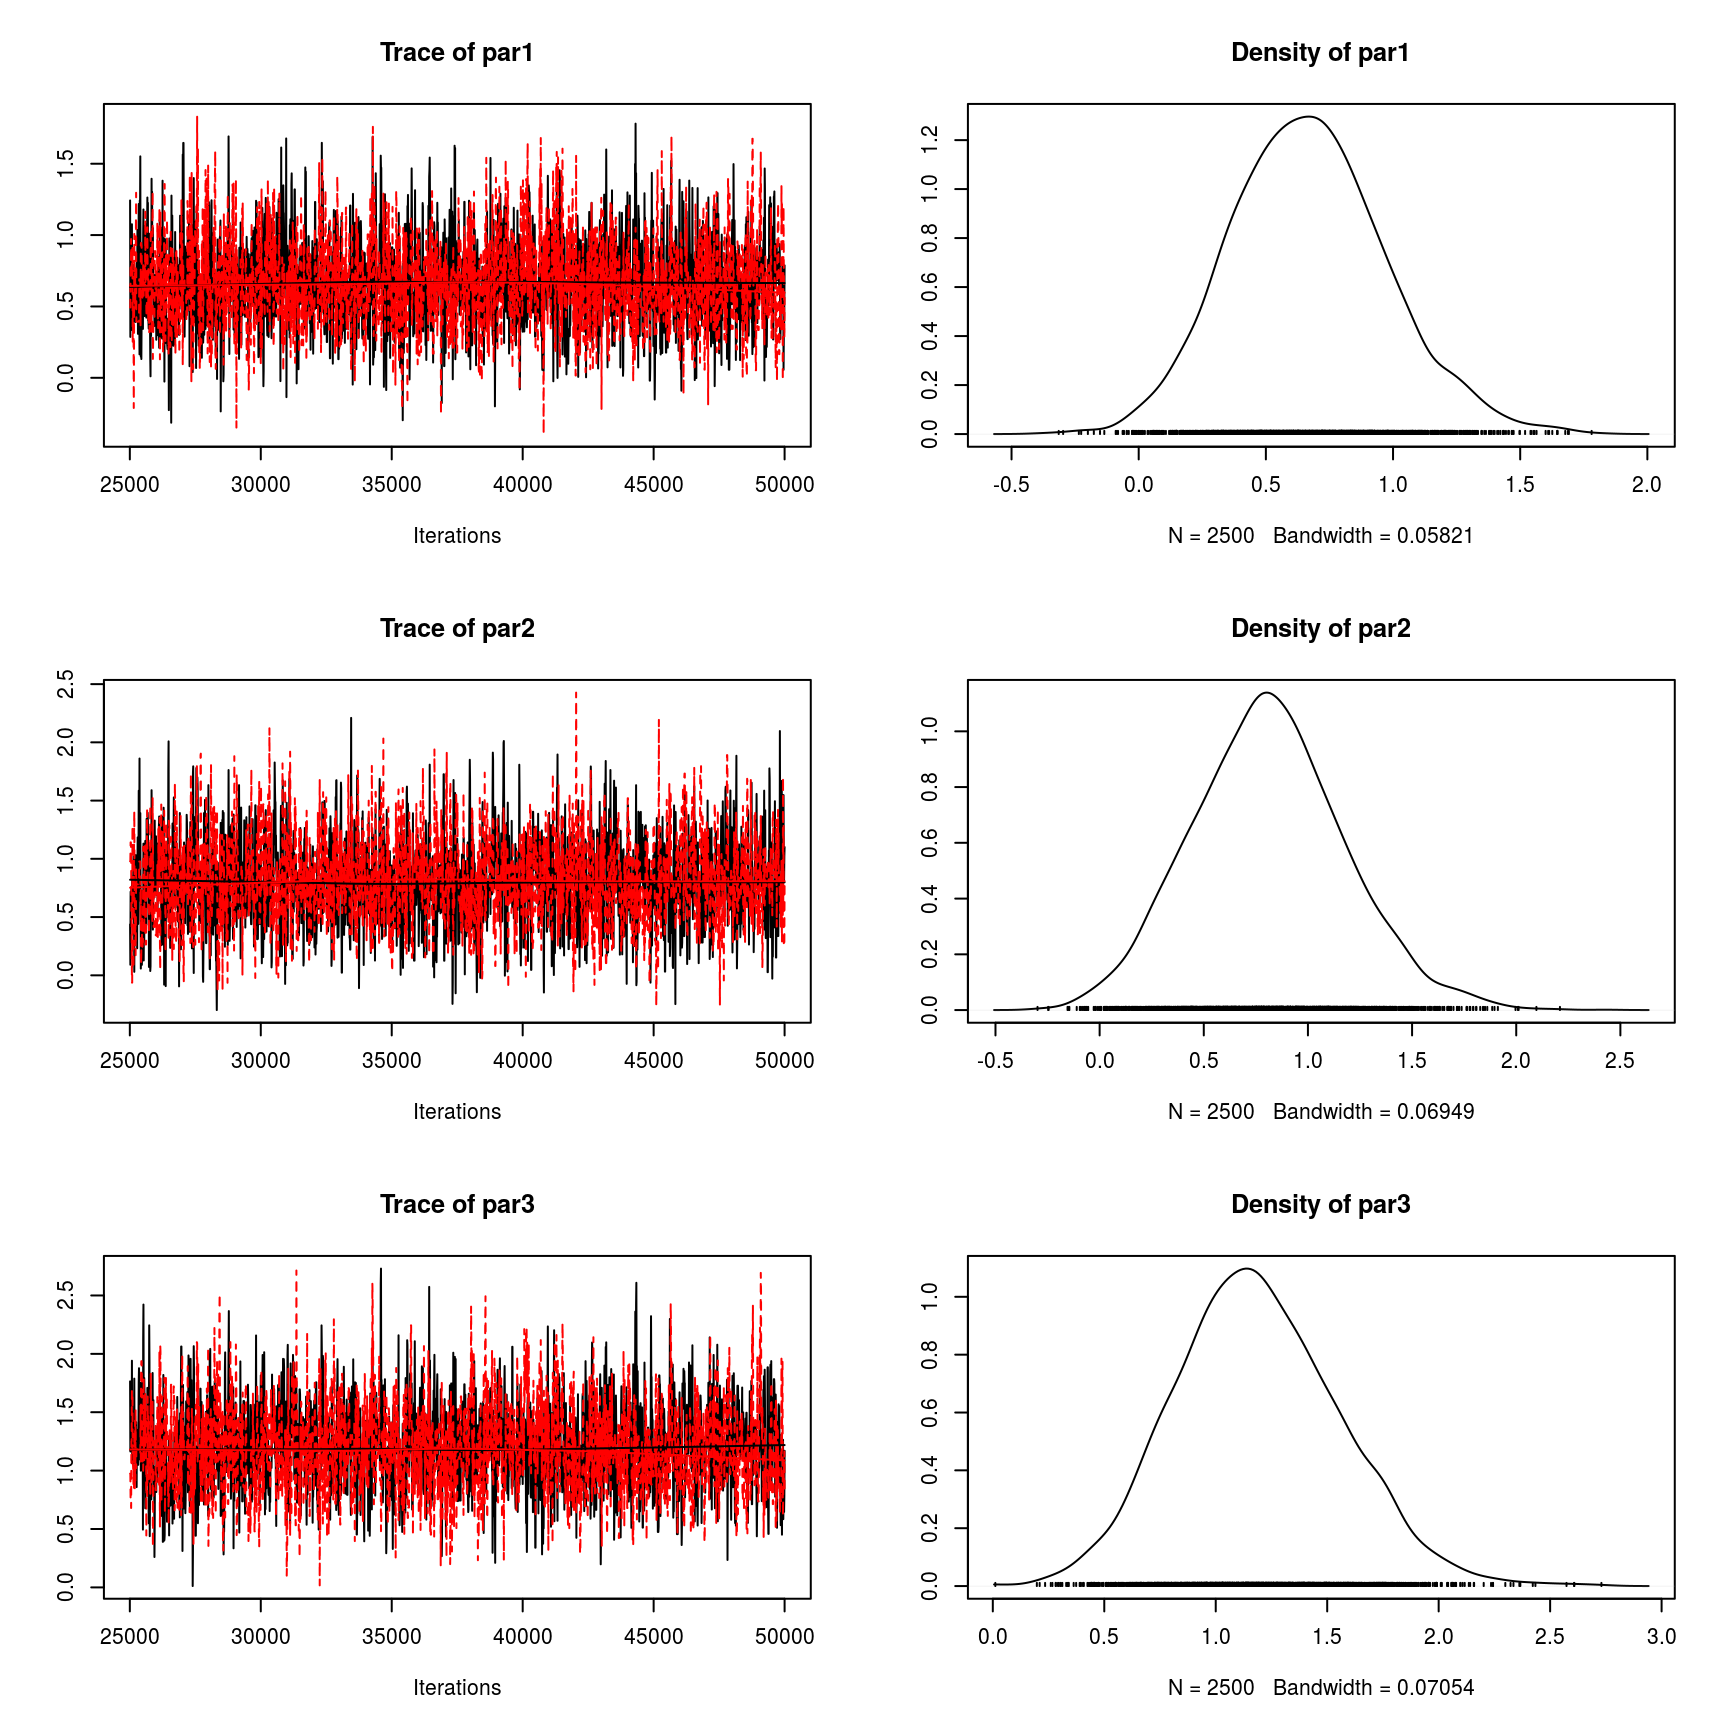 Trace of par1
Density of par1
0.0 0.5 1.0 1.5
0.0 0.2 0.4 0.6 0.8 1.0 1.2
25000 30000 35000 40000 45000 50000
-0.5 0.0 0.5 1.0 1.5 2.0
Iterations
N = 2500 Bandwidth = 0.05821
Trace of par2
Density of par2
0.0 0.5 1.0 1.5 2.0 2.5
0.0 0.2 0.4 0.6 0.8 1.0
25000 30000 35000 40000 45000 50000
-0.5 0.0 0.5 1.0 1.5 2.0 2.5
Iterations
N = 2500 Bandwidth = 0.06949
Trace of par3
Density of par3
0.0 0.5 1.0 1.5 2.0 2.5
0.0 0.2 0.4 0.6 0.8 1.0
25000 30000 35000 40000 45000 50000
0.0 0.5 1.0 1.5 2.0 2.5 3.0
Iterations
N = 2500 Bandwidth = 0.07054